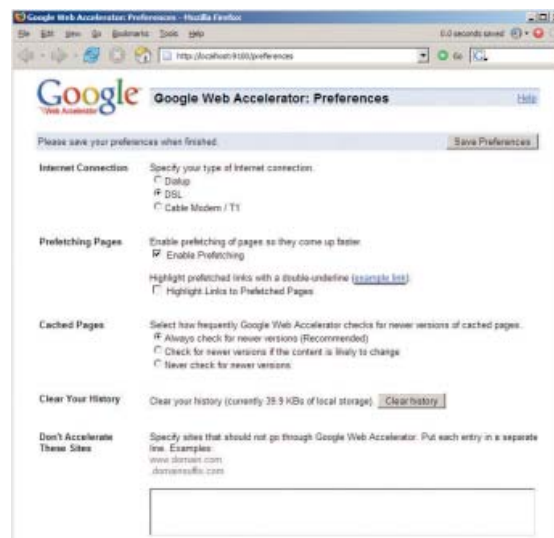 Google Web Accelerator: Preferences - Mozilla Firefox
File Edit View Go Bookmarks Tools Help
0.0 seconds saved
http://localhost:9100/preferences
Go
Google
Web Accelerator
Google Web Accelerator: Preferences
Help
Please save your preferences when finished.
Save Preferences
Internet Connection
Specify your type of Internet connection.
Dialup
DSL
Cable Modem / T1
Prefetching Pages
Enable prefetching of pages so they come up faster.
Enable Prefetching
Highlight prefetched links with a double-underline (example link).
Highlight Links to Prefetched Pages
Cached Pages
Select how frequently Google Web Accelerator checks for newer versions of cached pages.
Always check for newer versions (Recommended)
Check for newer versions if the content is likely to change
Never check for newer versions
Clear Your History
Clear your history (currently 39.9 KBs of local storage).
Clear history
Don't Accelerate
These Sites
Specify sites that should not go through Google Web Accelerator. Put each entry in a separate
line. Examples:
www.domain.com
.domainsuffix.com